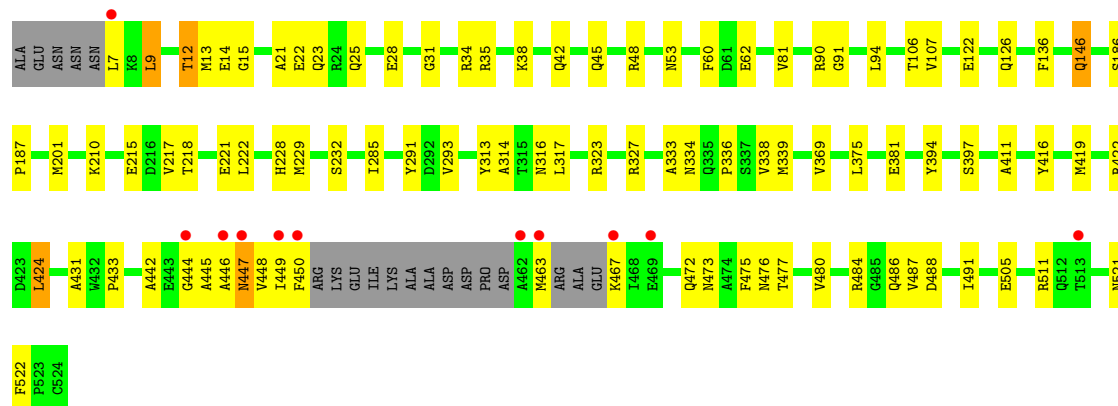 ALA GLU ASN ASN ASN L7 K8 L9 T12 M13 E14 G15 A21 E22 Q23 R24 Q25 E28 G31 R34 R35 K38 Q42 Q45 R48 N53 F60 D61 E62 V81 R90 G91 L94 T106 V107 E122 Q126 F136 Q146 S186
P187 M201 K210 E215 D216 V217 T218 E221 L222 H228 M229 S232 I285 Y291 D292 V293 Y313 A314 T315 N316 L317 R323 R327 A333 N334 Q335 P336 S337 V338 M339 V369 L375 E381 Y394 S397 A411 Y416 M419
D423 L424 A431 W432 P433 A442 E443 G444 A445 A446 N447 V448 I449 F450 ARG LYS GLU ILE LYS ALA ALA ASP ASP PRO ASP A462 M463 ARG ALA GLU K467 I468 E469 Q472 N473 A474 F475 N476 T477 V480 R484 G485 Q486 V487 D488 I491 E505 R511 Q512 T513 N521
F522 P523 C524